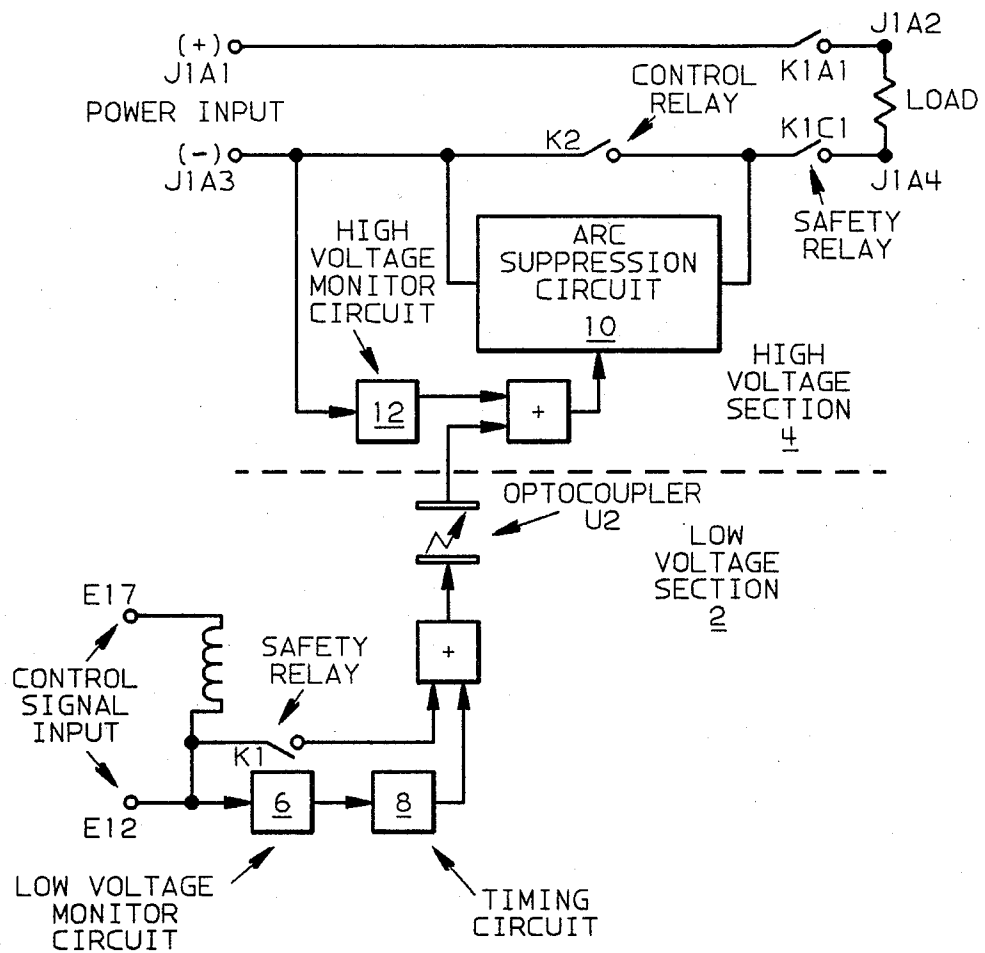 (+)
J1A1
J1A2
K1A1
CONTROL
RELAY
LOAD
POWER INPUT
K2
K1C1
(-)
J1A3
J1A4
SAFETY
RELAY
HIGH
VOLTAGE
MONITOR
CIRCUIT
ARC
SUPPRESSION
CIRCUIT
10
12
+
HIGH
VOLTAGE
SECTION
4
OPTOCOUPLER
U2
LOW
VOLTAGE
SECTION
2
E17
+
SAFETY
RELAY
CONTROL
SIGNAL
INPUT
K1
6
8
E12
LOW VOLTAGE
MONITOR
CIRCUIT
TIMING
CIRCUIT